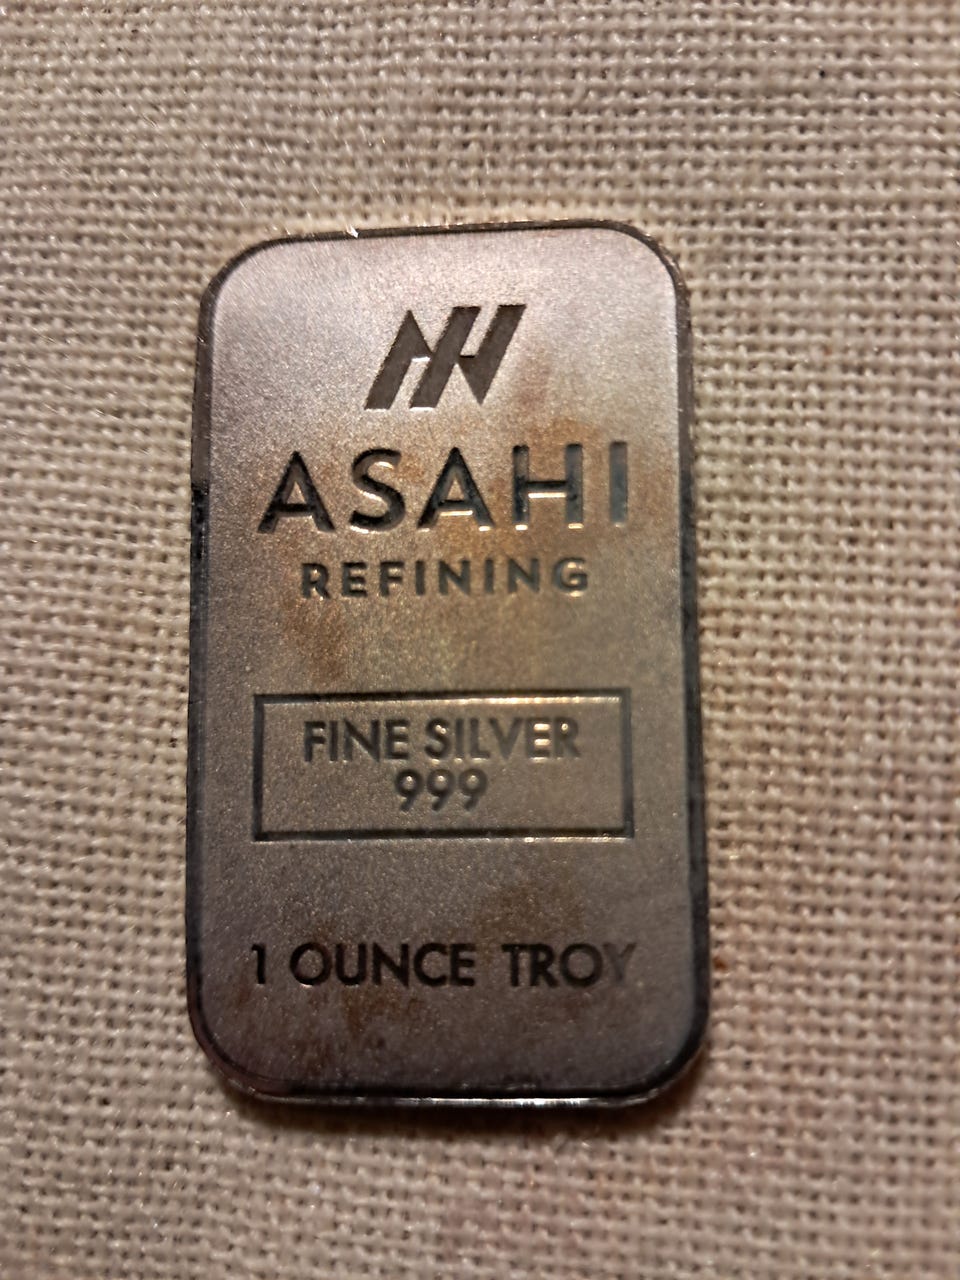 ASAHI
REFINING
FINE SILVER
999
1 OUNCE TROY